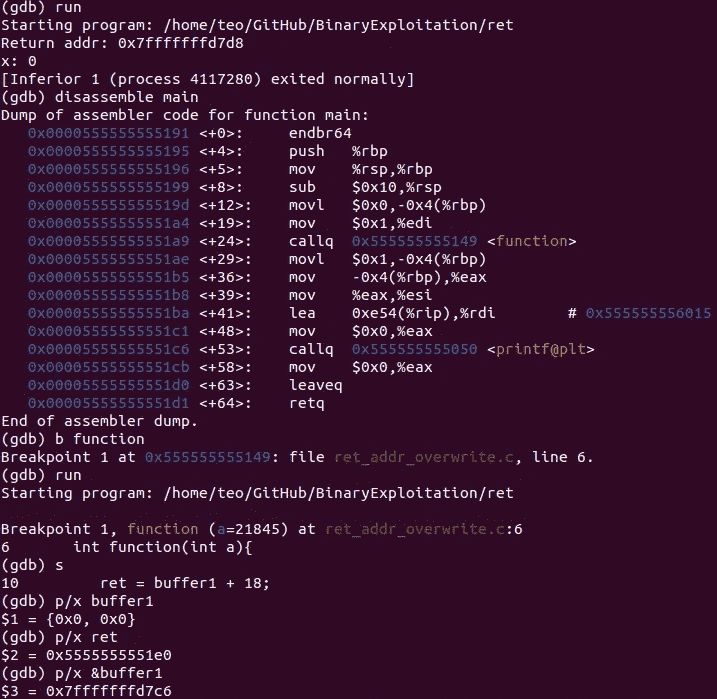 (gdb) run
Starting program: /home/teo/GitHub/BinaryExploitation/ret
Return addr: 0x7fffffffd7d8
x: 0
[Inferior 1 (process 4117280) exited normally]
(gdb) disassemble main
Dump of assembler code for function main:
   0x0000555555555191 <+0>:     endbr64
   0x0000555555555195 <+4>:     push   %rbp
   0x0000555555555196 <+5>:     mov    %rsp,%rbp
   0x0000555555555199 <+8>:     sub    $0x10,%rsp
   0x000055555555519d <+12>:    movl   $0x0,-0x4(%rbp)
   0x00005555555551a4 <+19>:    mov    $0x1,%edi
   0x00005555555551a9 <+24>:    callq  0x555555555149 <function>
   0x00005555555551ae <+29>:    movl   $0x1,-0x4(%rbp)
   0x00005555555551b5 <+36>:    mov    -0x4(%rbp),%eax
   0x00005555555551b8 <+39>:    mov    %eax,%esi
   0x00005555555551ba <+41>:    lea    0xe54(%rip),%rdi        # 0x555555556015
   0x00005555555551c1 <+48>:    mov    $0x0,%eax
   0x00005555555551c6 <+53>:    callq  0x555555555050 <printf@plt>
   0x00005555555551cb <+58>:    mov    $0x0,%eax
   0x00005555555551d0 <+63>:    leaveq
   0x00005555555551d1 <+64>:    retq
End of assembler dump.
(gdb) b function
Breakpoint 1 at 0x555555555149: file ret_addr_overwrite.c, line 6.
(gdb) run
Starting program: /home/teo/GitHub/BinaryExploitation/ret
Breakpoint 1, function (a=21845) at ret_addr_overwrite.c:6
6       int function(int a){
(gdb) s
10         ret = buffer1 + 18;
(gdb) p/x buffer1
$1 = {0x0, 0x0}
(gdb) p/x ret
$2 = 0x5555555551e0
(gdb) p/x &buffer1
$3 = 0x7fffffffd7c6